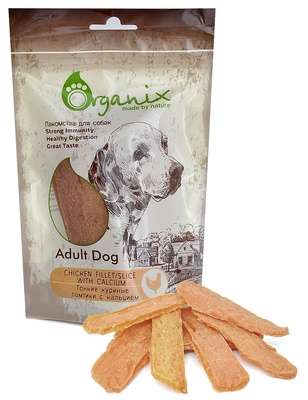 Organix
made by nature
Лакомства для собак
Strong Immunity
Healthy Digestion
Great Taste
Adult Dog
CHICKEN FILLET/SLICE
WITH CALCIUM
Тонкие куриные
ломтики с кальцием